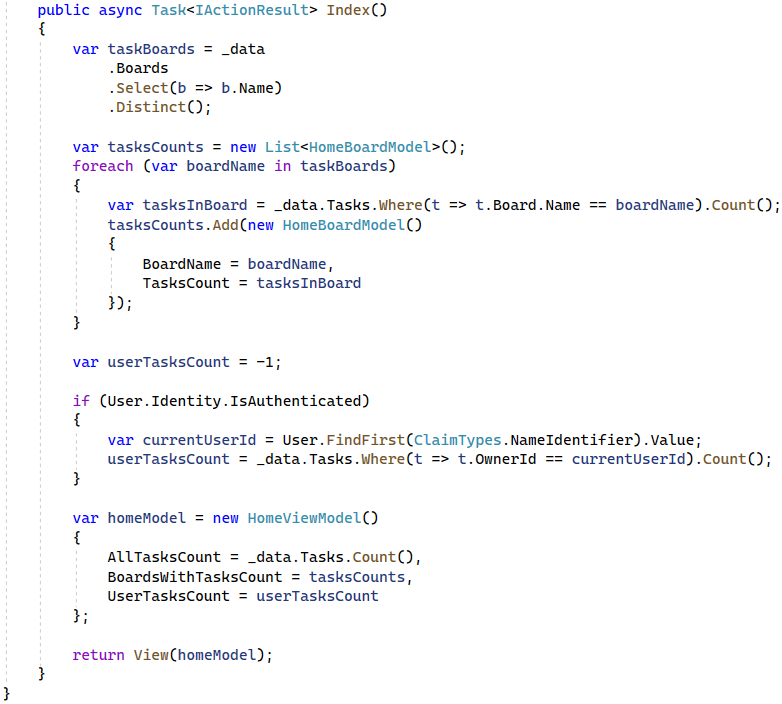 public async Task<IActionResult> Index()
{
    var taskBoards = _data
        .Boards
        .Select(b => b.Name)
        .Distinct();

    var tasksCounts = new List<HomeBoardModel>();
    foreach (var boardName in taskBoards)
    {
        var tasksInBoard = _data.Tasks.Where(t => t.Board.Name == boardName).Count();
        tasksCounts.Add(new HomeBoardModel()
        {
            BoardName = boardName,
            TasksCount = tasksInBoard
        });
    }

    var userTasksCount = -1;

    if (User.Identity.IsAuthenticated)
    {
        var currentUserId = User.FindFirst(ClaimTypes.NameIdentifier).Value;
        userTasksCount = _data.Tasks.Where(t => t.OwnerId == currentUserId).Count();
    }

    var homeModel = new HomeViewModel()
    {
        AllTasksCount = _data.Tasks.Count(),
        BoardsWithTasksCount = tasksCounts,
        UserTasksCount = userTasksCount
    };

    return View(homeModel);
}
}